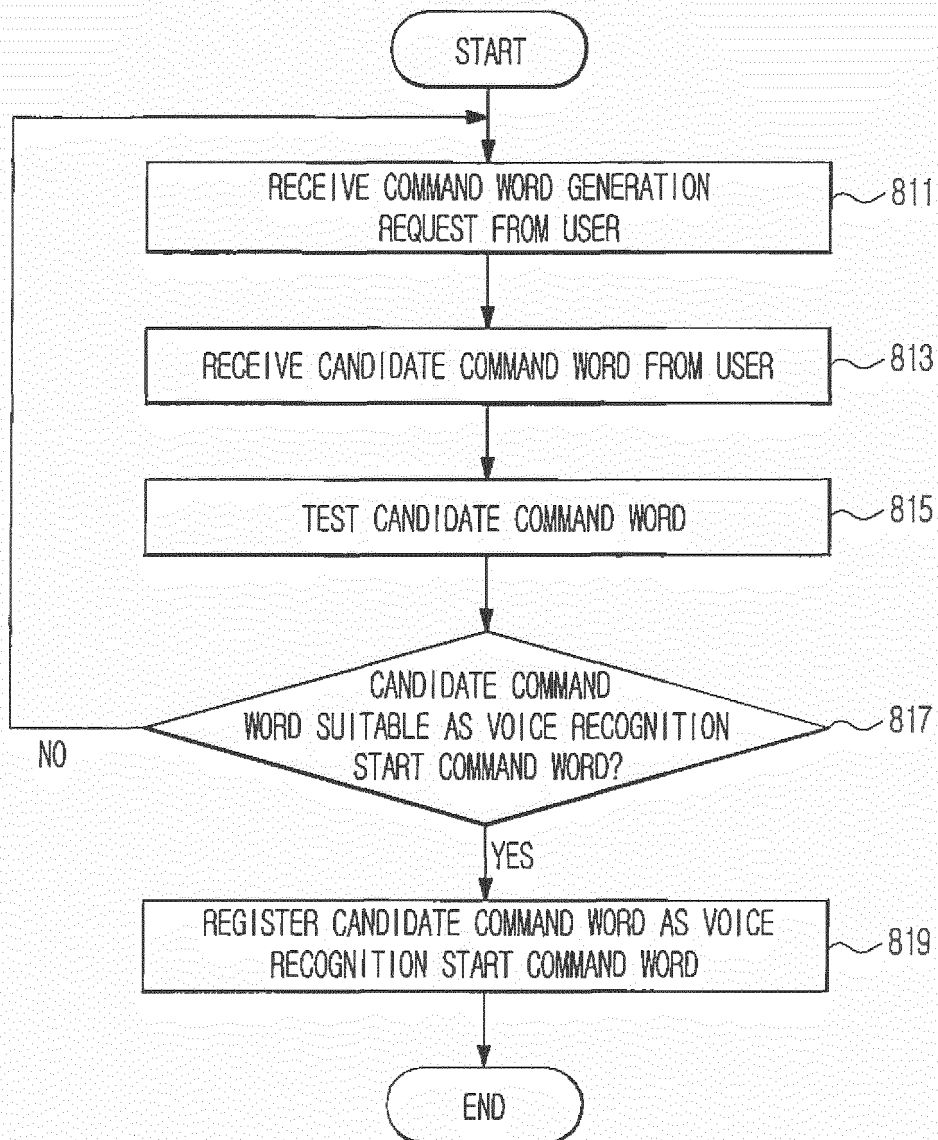 START
RECEIVE COMMAND WORD GENERATION
REQUEST FROM USER
811
RECEIVE CANDIDATE COMMAND WORD FROM USER
813
TEST CANDIDATE COMMAND WORD
815
CANDIDATE COMMAND
WORD SUITABLE AS VOICE RECOGNITION
START COMMAND WORD?
817
NO
YES
REGISTER CANDIDATE COMMAND WORD AS VOICE
RECOGNITION START COMMAND WORD
819
END